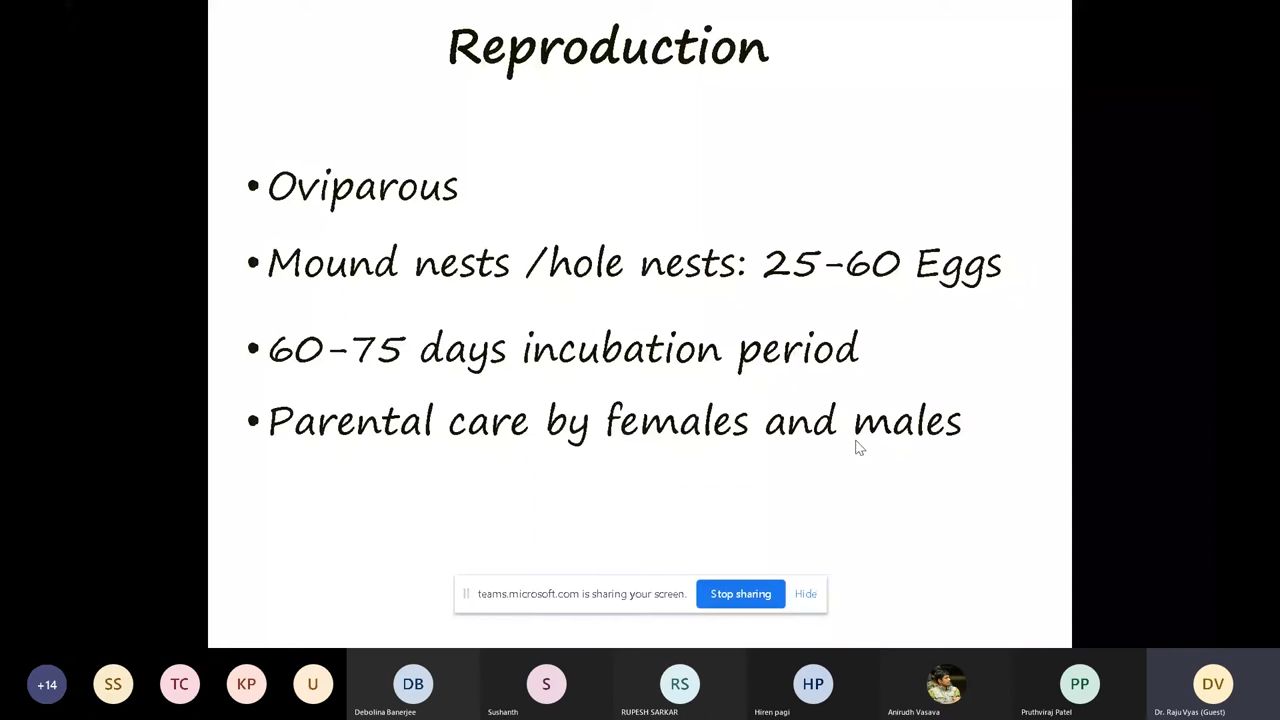 Reproduction
•Oviparous
•Mound nests /hole nests: 25-60 Eggs
•60-75 days incubation period
•Parental care by females and males
teams.microsoft.com is sharing your screen. Stop sharing Hide
+14 SS TC KP U DB S RS HP PP DV
Debolina Banerjee Sushanth RUPESH SARKAR Hiren pagi Anirudh Vasava Pruthviraj Patel Dr. Raju Vyas (Guest)